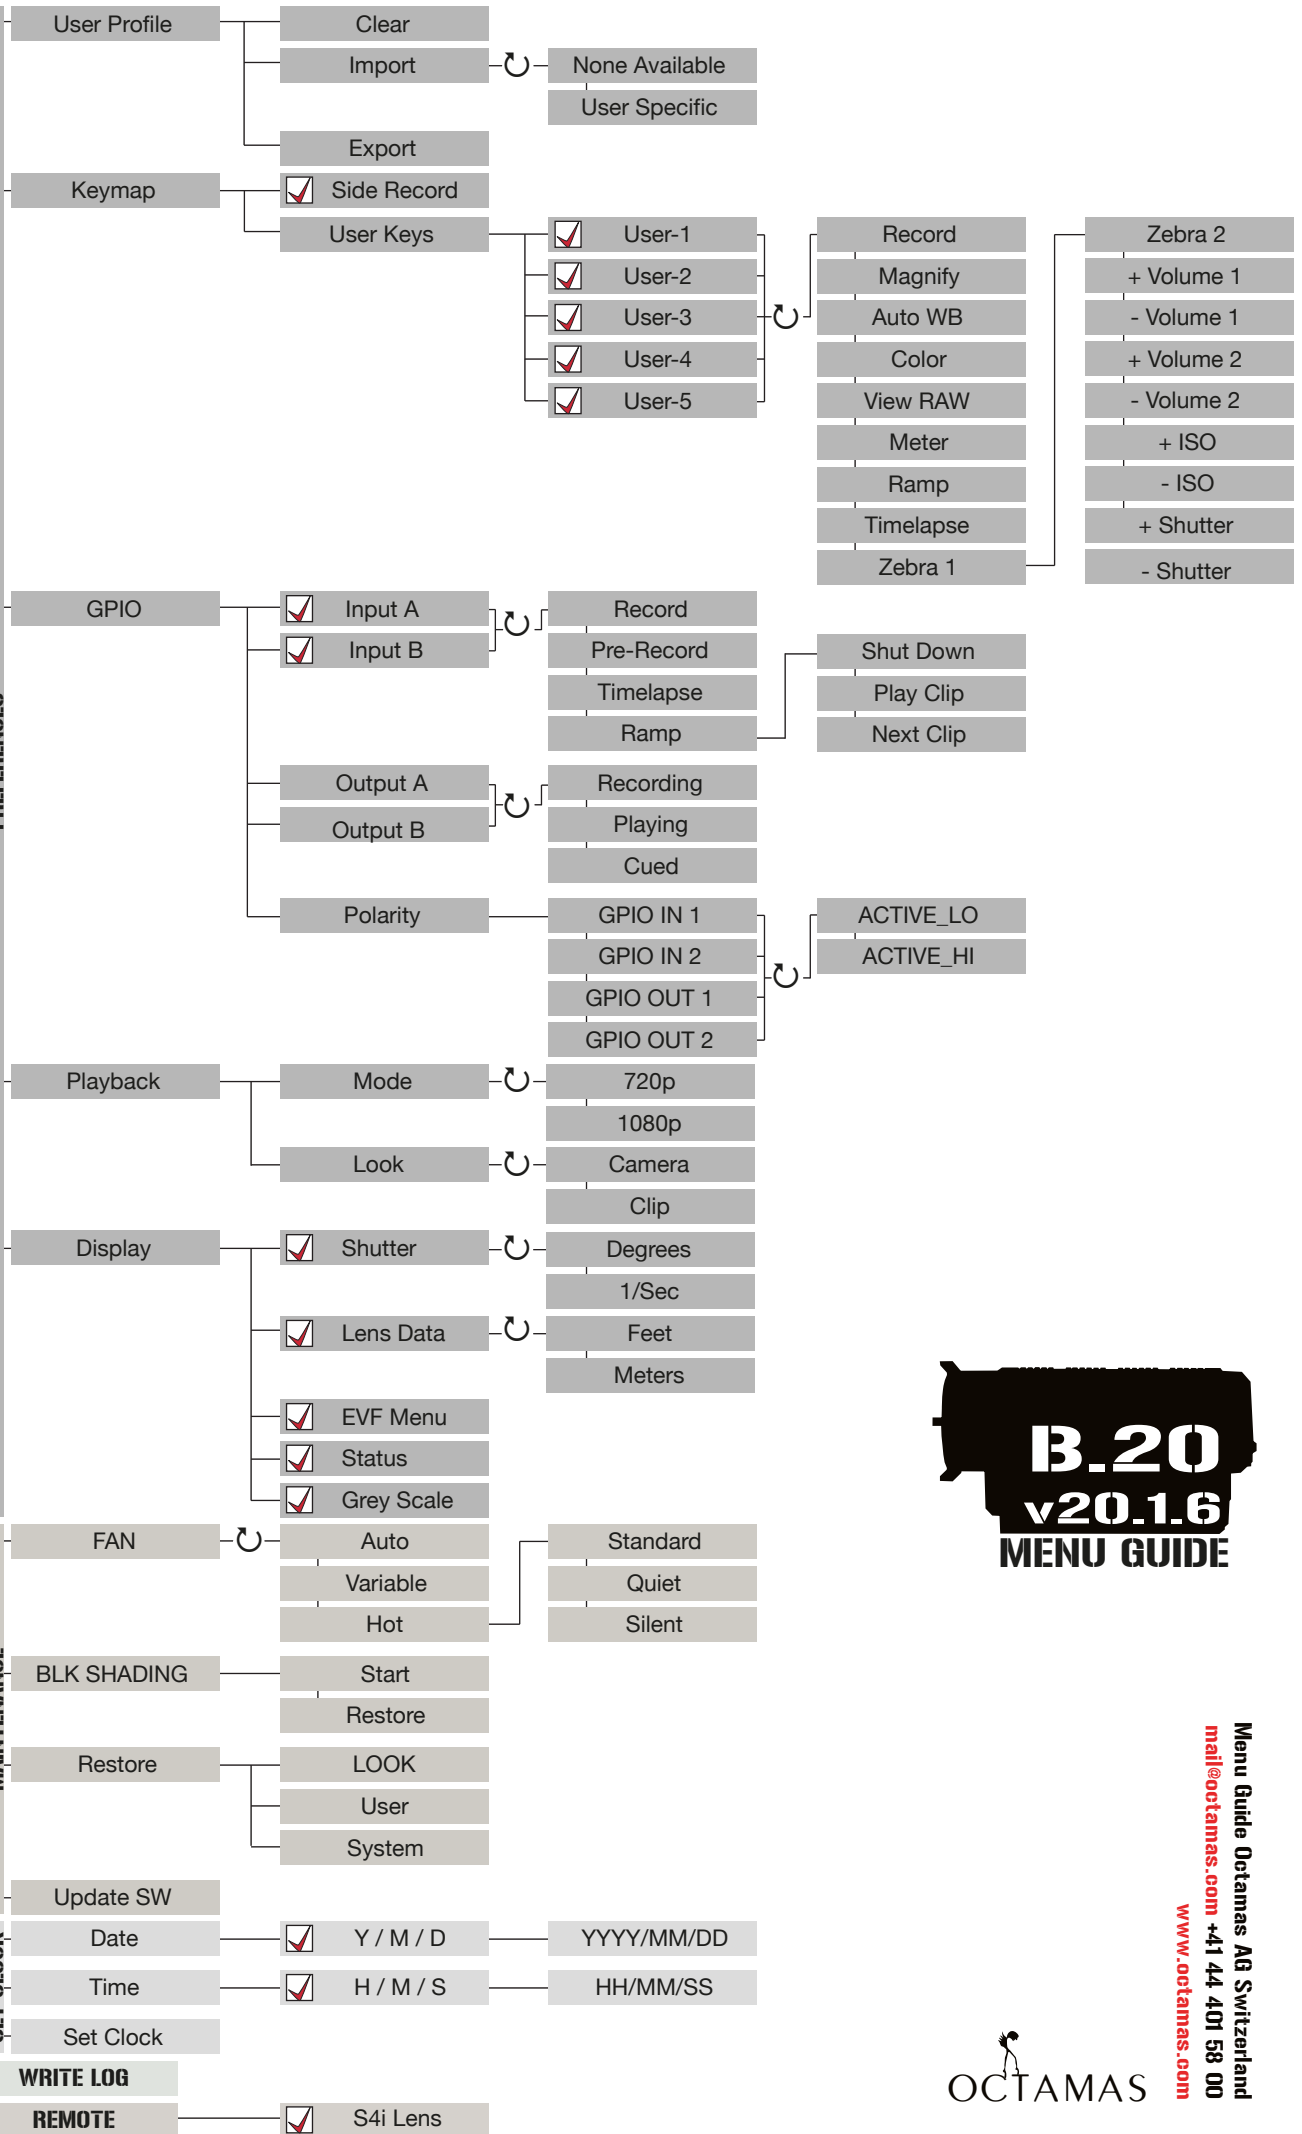 User Profile
Clear
Import
None Available
User Specific
Export
Keymap
Side Record
User Keys
User-1
User-2
User-3
User-4
User-5
Record
Magnify
Auto WB
Color
View RAW
Meter
Ramp
Timelapse
Zebra 1
Zebra 2
+ Volume 1
- Volume 1
+ Volume 2
- Volume 2
+ ISO
- ISO
+ Shutter
- Shutter
GPIO
Input A
Input B
Record
Pre-Record
Timelapse
Ramp
Shut Down
Play Clip
Next Clip
Output A
Output B
Recording
Playing
Cued
Polarity
GPIO IN 1
GPIO IN 2
GPIO OUT 1
GPIO OUT 2
ACTIVE_LO
ACTIVE_HI
Playback
Mode
720p
1080p
Look
Camera
Clip
Display
Shutter
Degrees
1/Sec
Lens Data
Feet
Meters
EVF Menu
Status
Grey Scale
FAN
Auto
Variable
Hot
Standard
Quiet
Silent
BLK SHADING
Start
Restore
Restore
LOOK
User
System
Update SW
Date
Y / M / D
YYYY/MM/DD
Time
H / M / S
HH/MM/SS
Set Clock
WRITE LOG
REMOTE
S4i Lens
B.20
v20.1.6
MENU GUIDE
Menu Guide Octamas AG Switzerland
mail@octamas.com +41 44 401 58 00
www.octamas.com
OCTAMAS